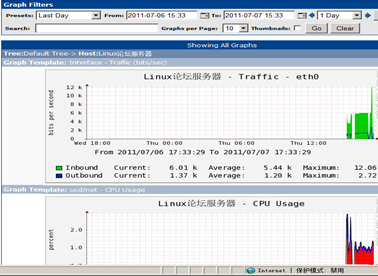 Graph Filters
Presets: Last Day From: 2011-07-06 15:33 To: 2011-07-07 15:33 1 Day
Search: Graphs per Page: 10 Thumbnails: Go Clear
Showing All Graphs
Tree:Default Tree-> Host:Linux论坛服务器
Graph Template: Interface - Traffic (bits/sec)
Linux论坛服务器 - Traffic - eth0
bits per second
12 k
10 k
8 k
6 k
4 k
2 k
0
Wed 18:00 Thu 00:00 Thu 06:00 Thu 12:00
From 2011/07/06 17:33:29 To 2011/07/07 17:33:29
Inbound Current: 6.01 k Average: 5.44 k Maximum: 12.06
Outbound Current: 1.37 k Average: 1.20 k Maximum: 2.72
Graph Template: ucd/net - CPU Usage
Linux论坛服务器 - CPU Usage
percent
2.0
1.0
0.0
Internet | 保护模式: 禁用